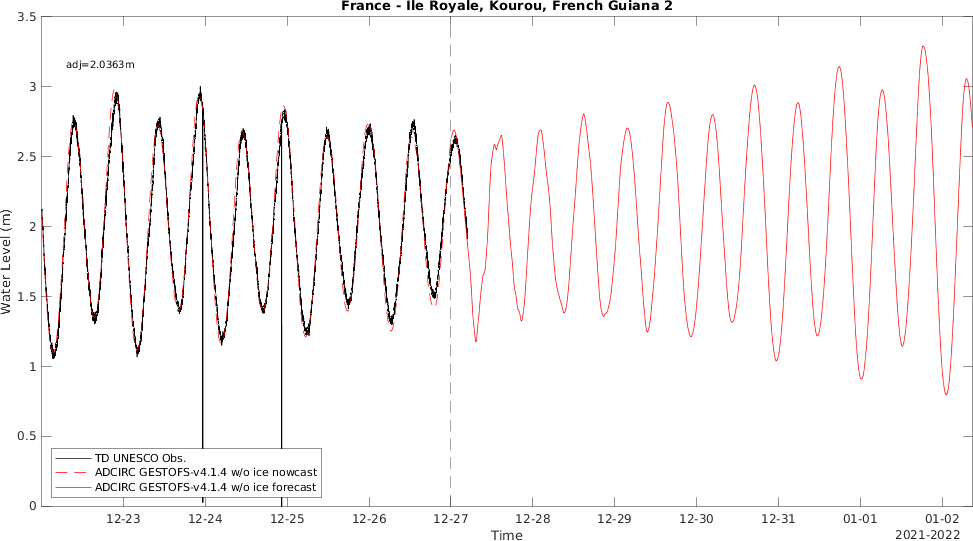 France - Ile Royale, Kourou, French Guiana 2
3.5
3
2.5
2
1.5
1
0.5
0
Water Level (m)
adj=2.0363m
TD UNESCO Obs.
ADCIRC GESTOFS-v4.1.4 w/o ice nowcast
ADCIRC GESTOFS-v4.1.4 w/o ice forecast
12-23 12-24 12-25 12-26 12-27 12-28 12-29 12-30 12-31 01-01 01-02
Time
2021-2022